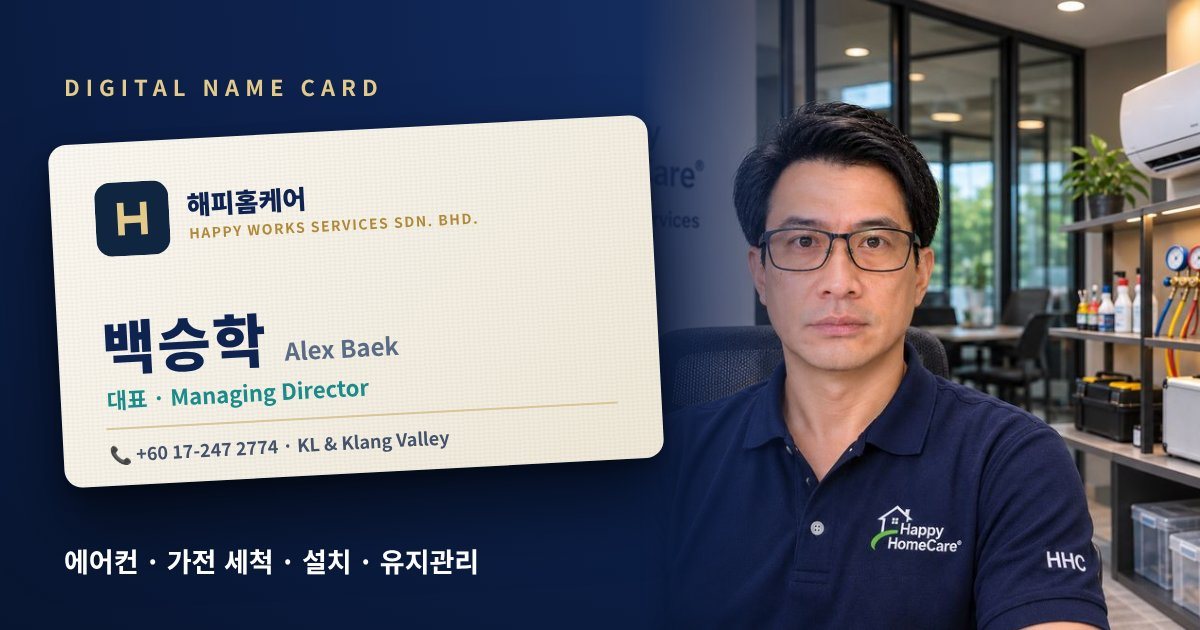 DIGITAL NAME CARD
H
해피홈케어
HAPPY WORKS SERVICES SDN. BHD.
백승학 Alex Baek
대표 · Managing Director
📞 +60 17-247 2774 · KL & Klang Valley
에어컨 · 가전 세척 · 설치 · 유지관리
Happy
HomeCare®
HHC